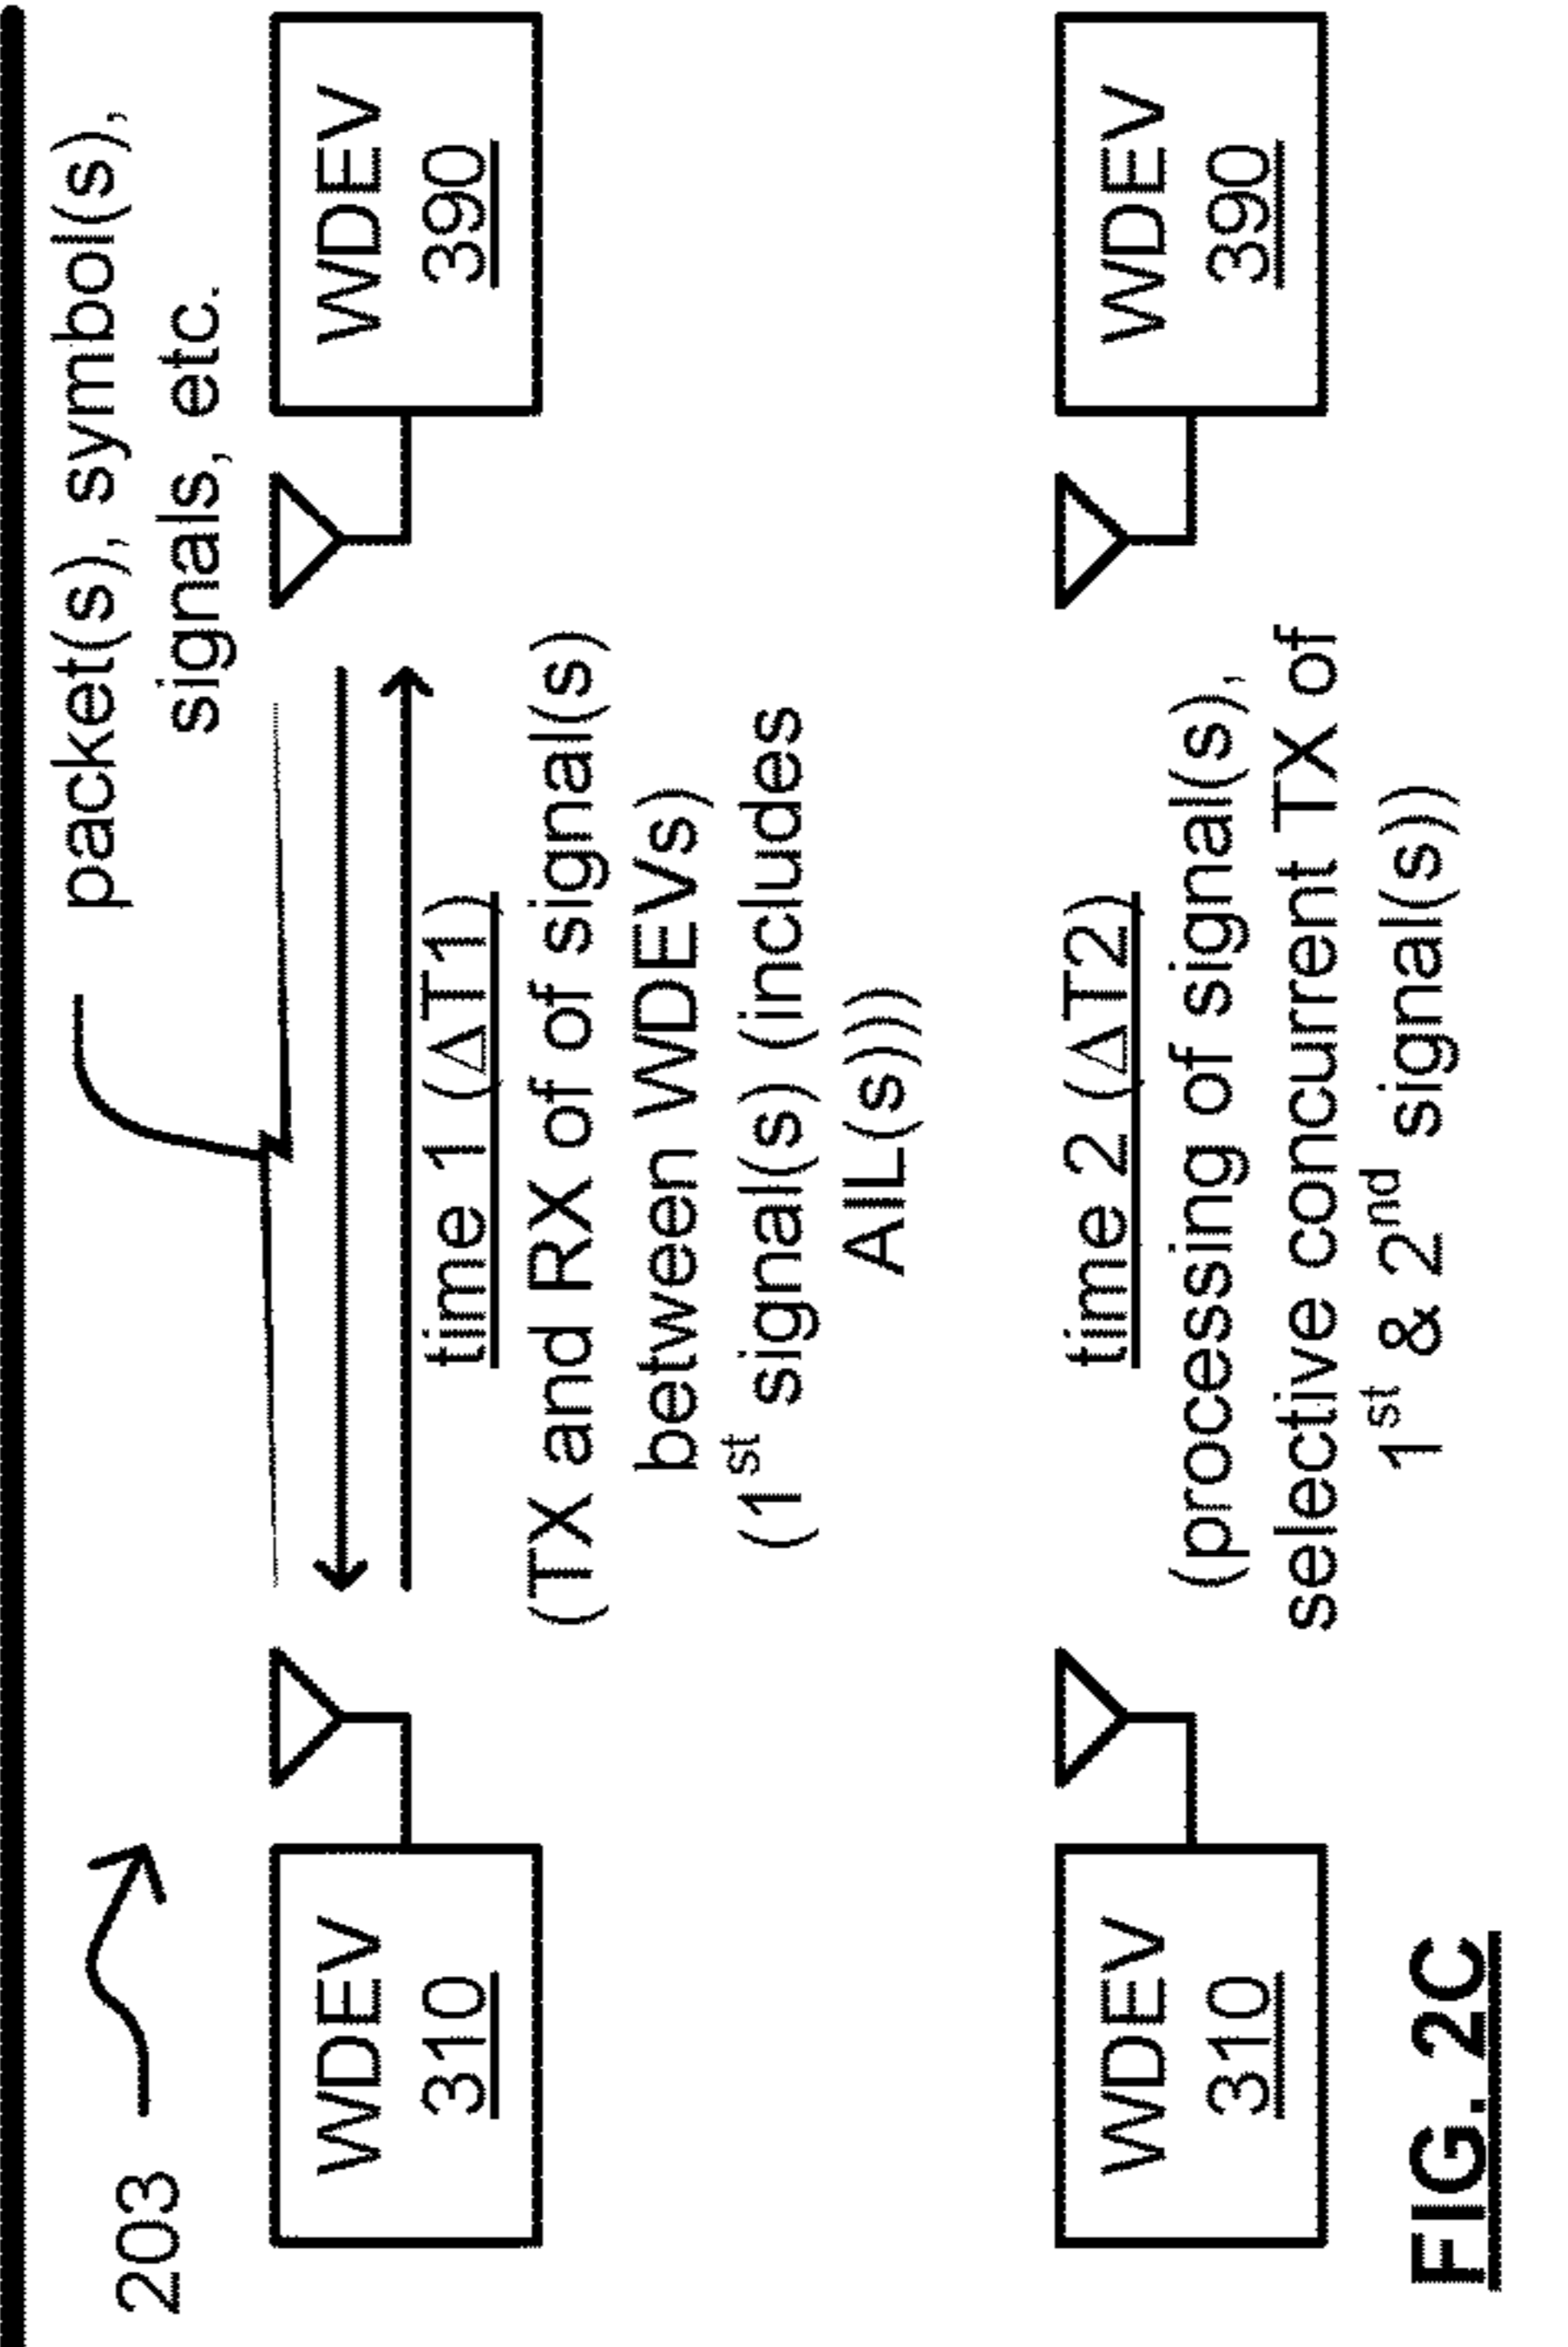 203
packet(s), symbol(s),
signals, etc.
WDEV
310
WDEV
390
time 1 (ΔT1)
(TX and RX of of signal(s)
between WDEVs)
(1st signal(s) (includes
AIL(s)))
WDEV
310
WDEV
390
time 2 (ΔT2)
(processing of signal(s),
selective concurrent TX of
1st & 2nd signal(s))
FIG. 2C